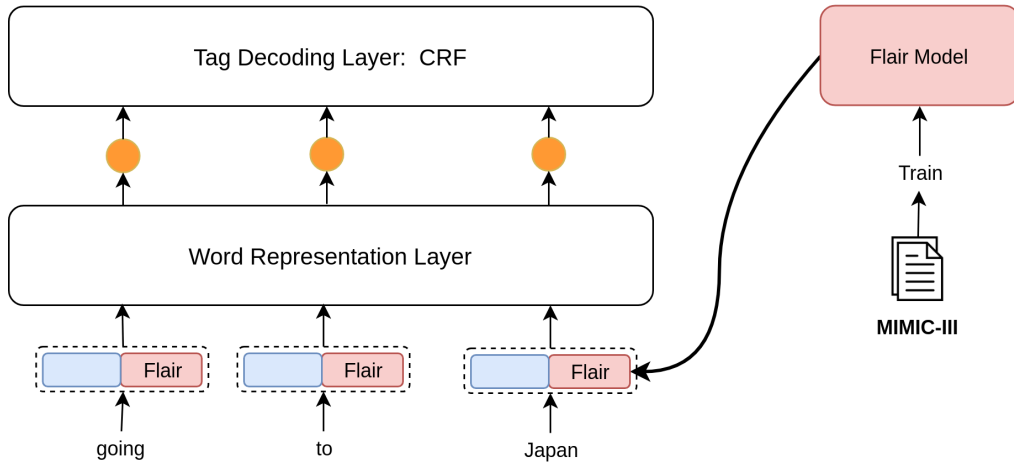 Tag Decoding Layer: CRF
Flair Model
Train
Word Representation Layer
MIMIC-III
Flair
Flair
Flair
going
to
Japan